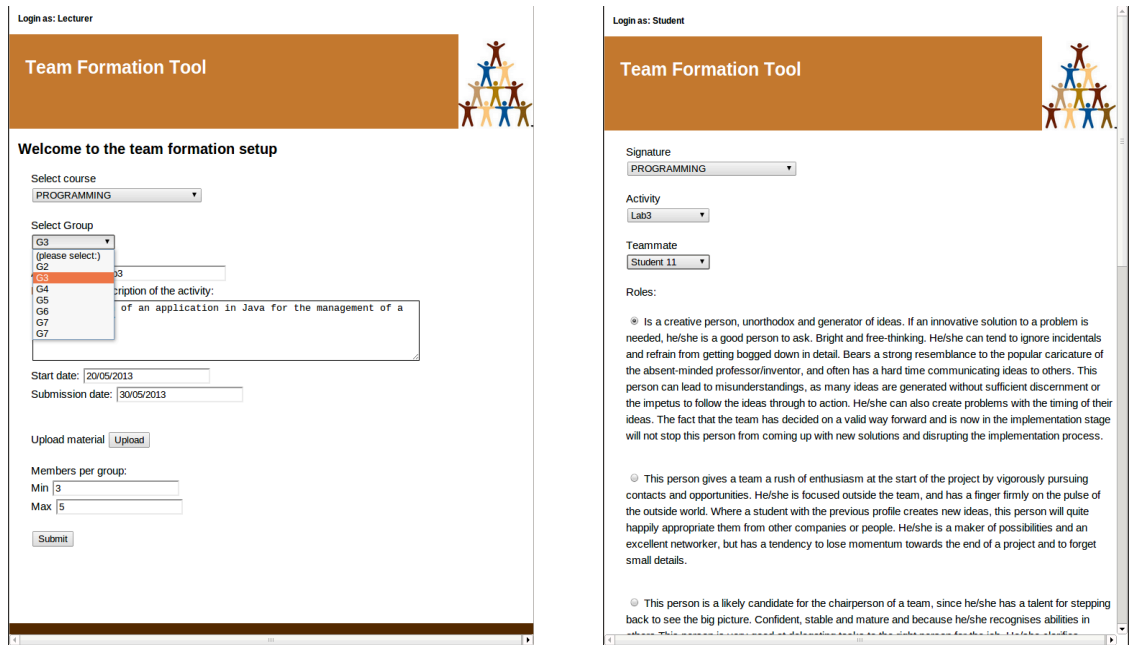 Login as: Lecturer
Team Formation Tool
Welcome to the team formation setup
Select course
PROGRAMMING
Select Group
G3
(please select:)
G2
G3
G4
G5
G6
G7
G7
cription of the activity:
of an application in Java for the management of a
Start date: 20/05/2013
Submission date: 30/05/2013
Upload material Upload
Members per group:
Min 3
Max 5
Submit
Login as: Student
Team Formation Tool
Signature
PROGRAMMING
Activity
Lab3
Teammate
Student 11
Roles:
Is a creative person, unorthodox and generator of ideas. If an innovative solution to a problem is
needed, he/she is a good person to ask. Bright and free-thinking. He/she can tend to ignore incidentals
and refrain from getting bogged down in detail. Bears a strong resemblance to the popular caricature of
the absent-minded professor/inventor, and often has a hard time communicating ideas to others. This
person can lead to misunderstandings, as many ideas are generated without sufficient discernment or
the impetus to follow the ideas through to action. He/she can also create problems with the timing of their
ideas. The fact that the team has decided on a valid way forward and is now in the implementation stage
will not stop this person from coming up with new solutions and disrupting the implementation process.
This person gives a team a rush of enthusiasm at the start of the project by vigorously pursuing
contacts and opportunities. He/she is focused outside the team, and has a finger firmly on the pulse of
the outside world. Where a student with the previous profile creates new ideas, this person will quite
happily appropriate them from other companies or people. He/she is a maker of possibilities and an
excellent networker, but has a tendency to lose momentum towards the end of a project and to forget
small details.
This person is a likely candidate for the chairperson of a team, since he/she has a talent for stepping
back to see the big picture. Confident, stable and mature and because he/she recognises abilities in